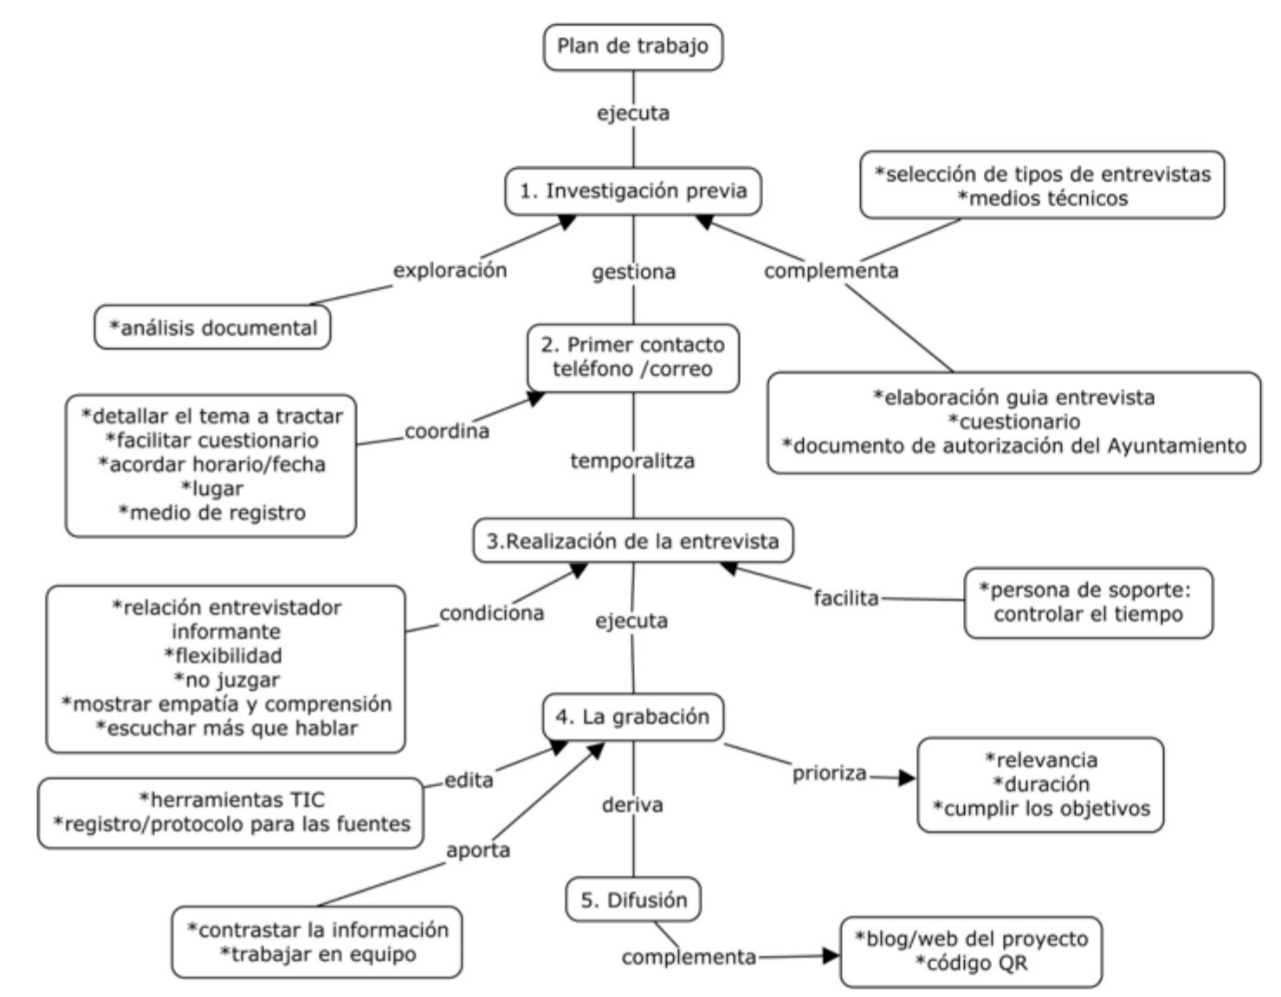 Plan de trabajo
ejecuta
1. Investigación previa
*selección de tipos de entrevistas
*medios técnicos
exploración
gestiona
complementa
*análisis documental
2. Primer contacto
teléfono /correo
*elaboración guia entrevista
*cuestionario
*documento de autorización del Ayuntamiento
*detallar el tema a tractar
*facilitar cuestionario
*acordar horario/fecha
*lugar
*medio de registro
coordina
temporalitza
3.Realización de la entrevista
*relación entrevistador
informante
*flexibilidad
*no juzgar
*mostrar empatía y comprensión
*escuchar más que hablar
condiciona
ejecuta
facilita
*persona de soporte:
controlar el tiempo
4. La grabación
*herramientas TIC
*registro/protocolo para las fuentes
edita
aporta
deriva
prioriza
*relevancia
*duración
*cumplir los objetivos
*contrastar la información
*trabajar en equipo
5. Difusión
complementa
*blog/web del proyecto
*código QR